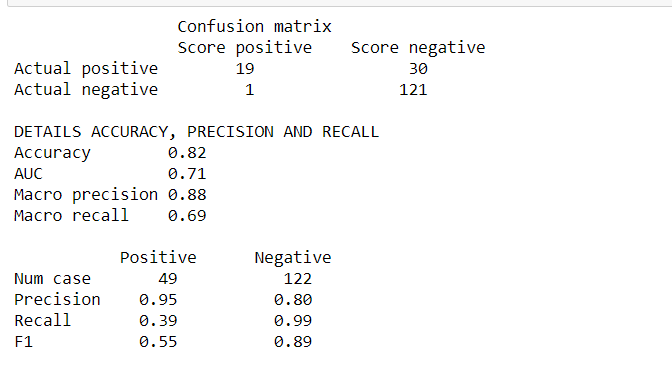 Confusion matrix
Score positive Score negative
Actual positive 19 30
Actual negative 1 121
DETAILS ACCURACY, PRECISION AND RECALL
Accuracy 0.82
AUC 0.71
Macro precision 0.88
Macro recall 0.69
Positive Negative
Num case 49 122
Precision 0.95 0.80
Recall 0.39 0.99
F1 0.55 0.89